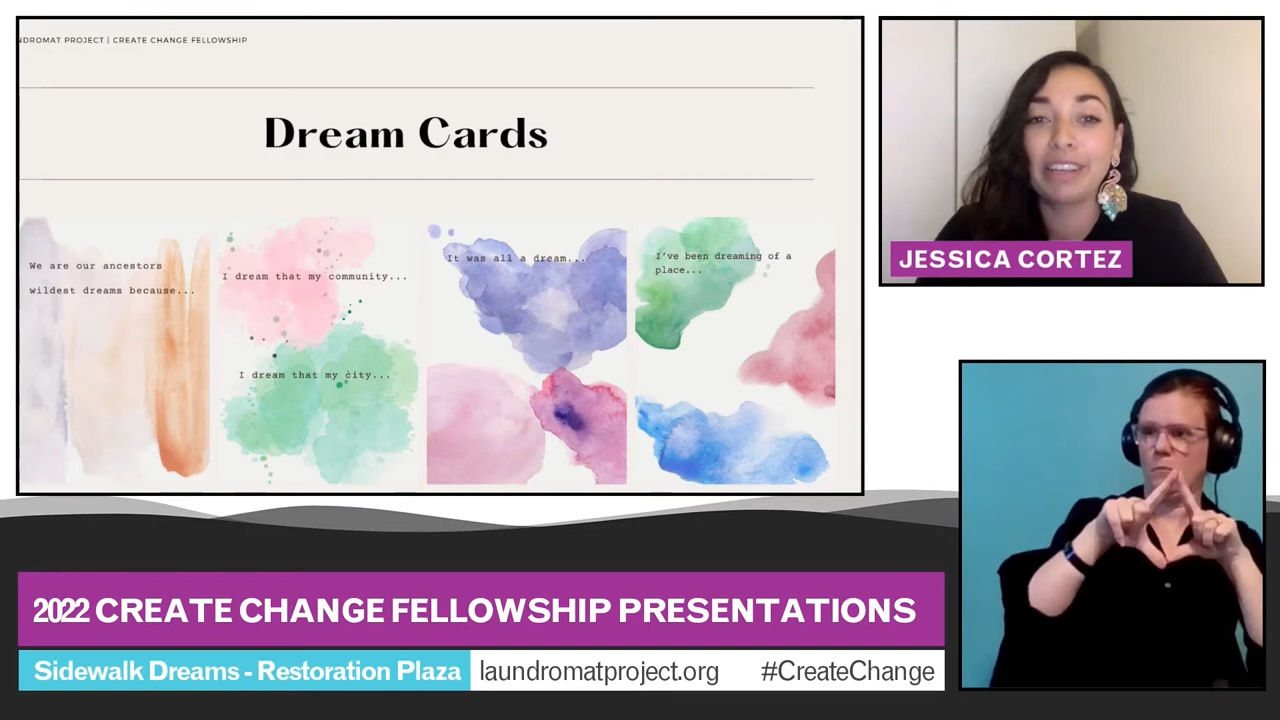 PROJECT | CREATE CHANGE FELLOWSHIP
Dream Cards
We are our ancestors
wildest dreams because...
I dream that my community...
I dream that my city...
It was all a dream...
I've been dreaming of a
place...
JESSICA CORTEZ
2022 CREATE CHANGE FELLOWSHIP PRESENTATIONS
Sidewalk Dreams - Restoration Plaza
laundromatproject.org
#CreateChange